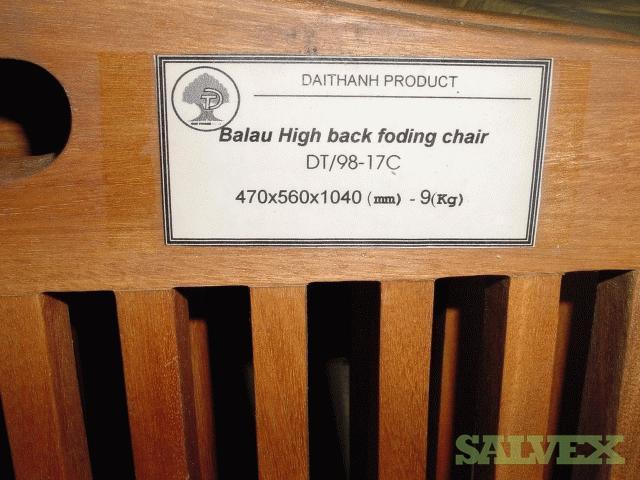 DAITHANH PRODUCT
Balau High back foding chair
DT/98-17C
470x560x1040 (mm) - 9(Kg)
SALVEX